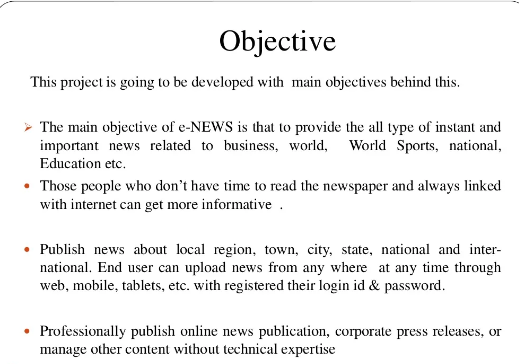 Objective
This project is going to be developed with  main objectives behind this.
➢ The main objective of e-NEWS is that to provide the all type of instant and
important news related to business, world,  World Sports, national,
Education etc.
• Those people who don't have time to read the newspaper and always linked
with internet can get more informative  .
• Publish news about local region, town, city, state, national and inter-
national. End user can upload news from any where  at any time through
web, mobile, tablets, etc. with registered their login id & password.
• Professionally publish online news publication, corporate press releases, or
manage other content without technical expertise